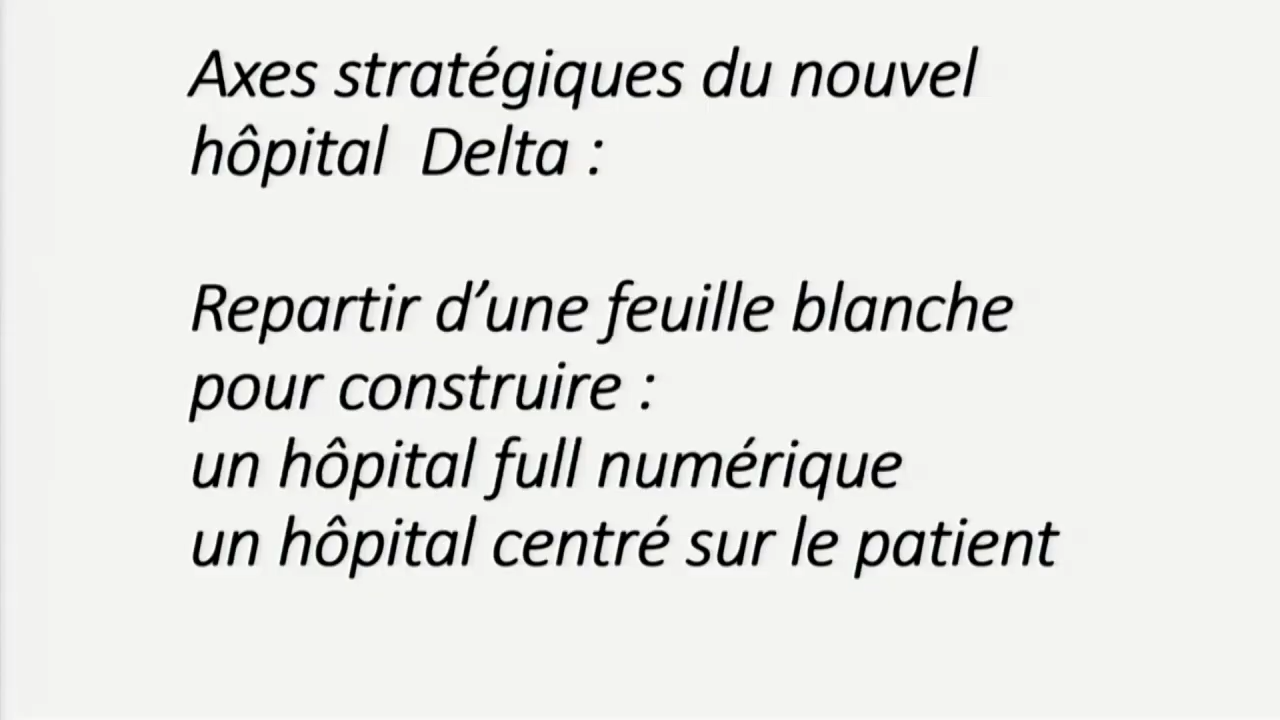 Axes stratégiques du nouvel
hôpital Delta :
Repartir d’une feuille blanche
pour construire :
un hôpital full numérique
un hôpital centré sur le patient